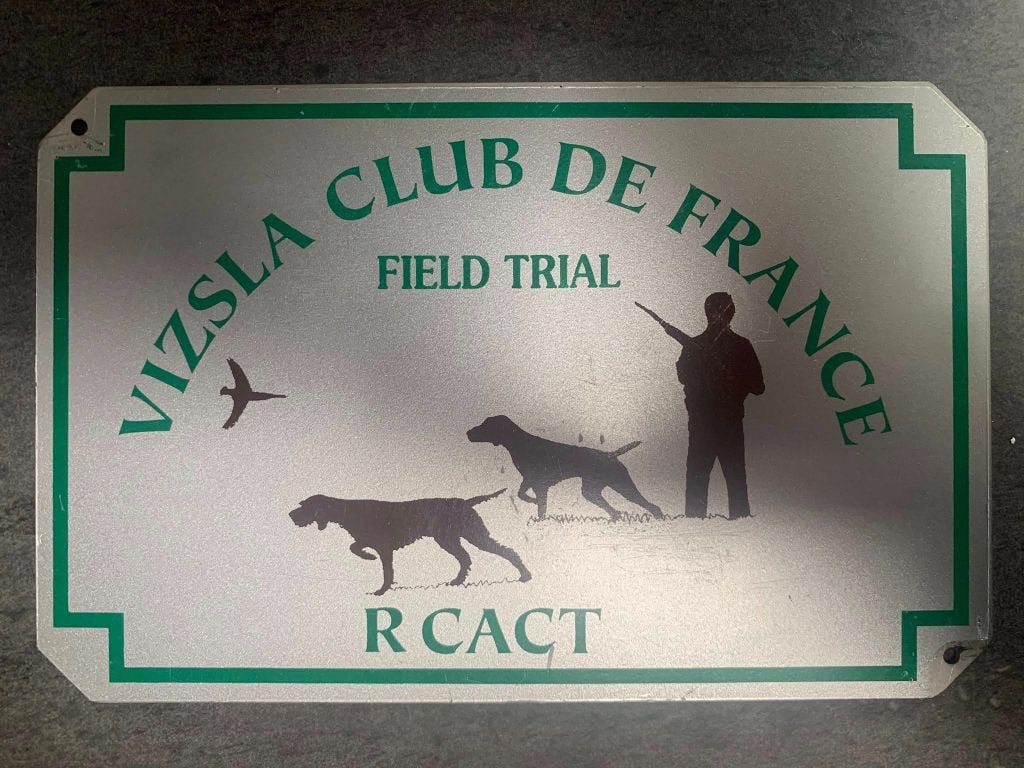 VIZSLA CLUB DE FRANCE
FIELD TRIAL
R CACT